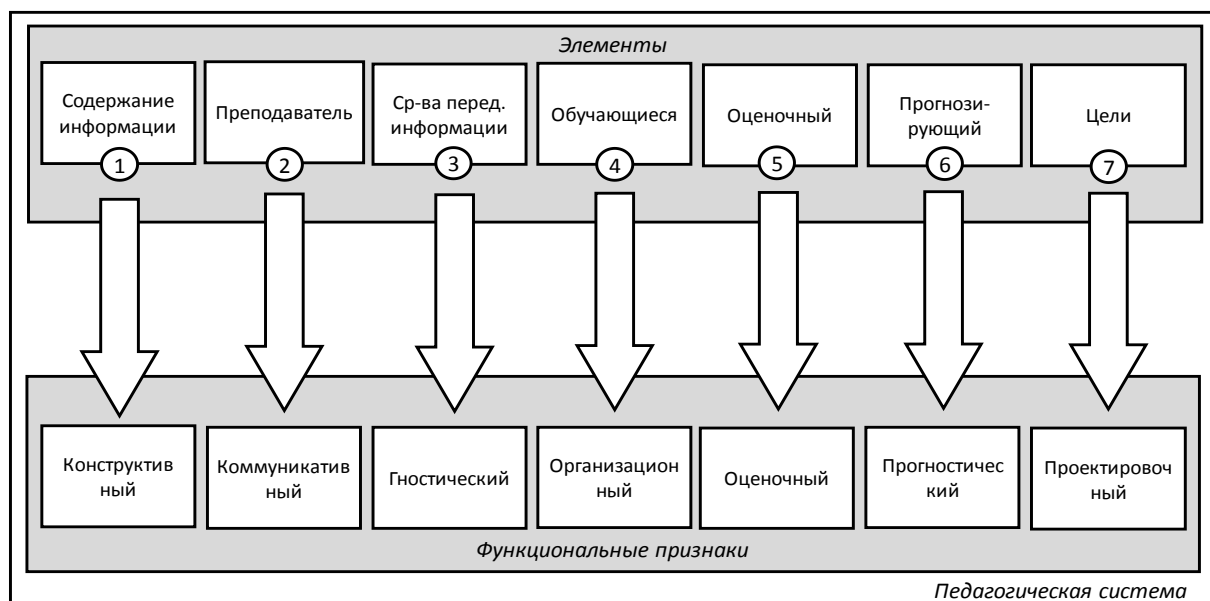 Элементы
Содержание
информации
Преподаватель
Ср-ва перед.
информации
Обучающиеся
Оценочный
Прогнози-
рующий
Цели
1
2
3
4
5
6
7
Конструктив
ный
Коммуникатив
ный
Гностический
Организацион
ный
Оценочный
Прогностичес
кий
Проектировоч
ный
Функциональные признаки
Педагогическая система